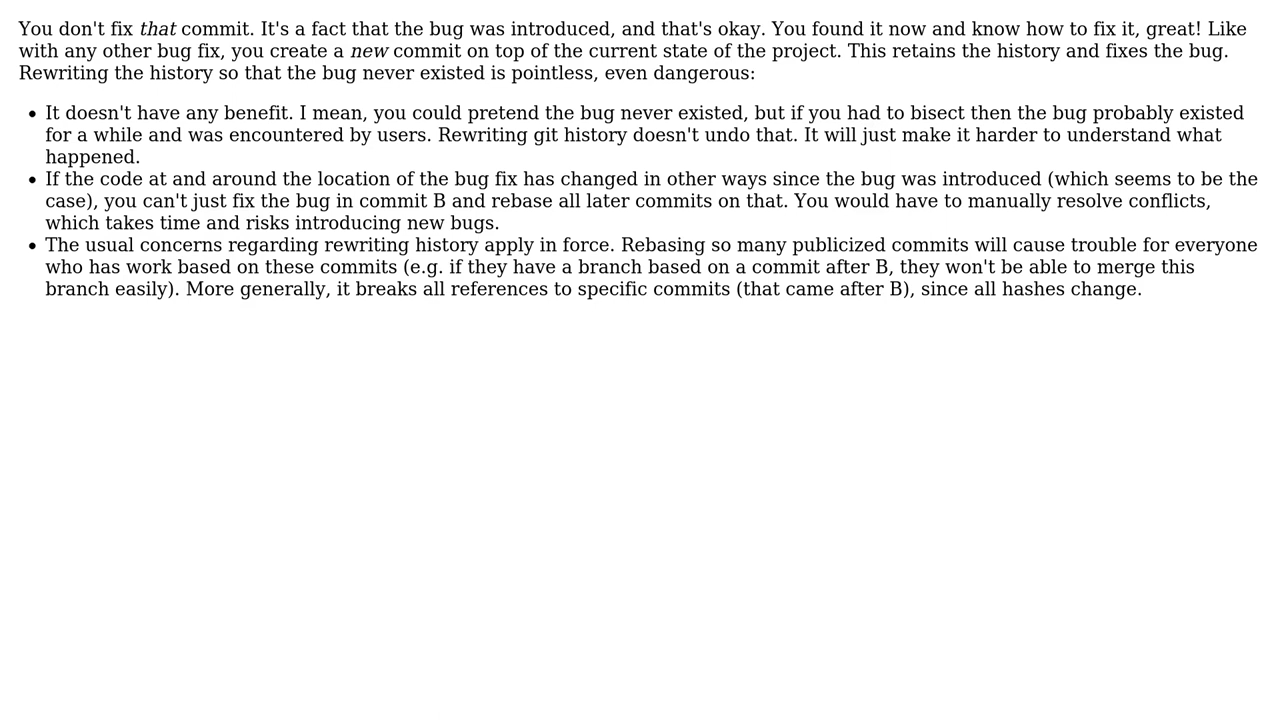 You don't fix that commit. It's a fact that the bug was introduced, and that's okay. You found it now and know how to fix it, great! Like
with any other bug fix, you create a new commit on top of the current state of the project. This retains the history and fixes the bug.
Rewriting the history so that the bug never existed is pointless, even dangerous:
• It doesn't have any benefit. I mean, you could pretend the bug never existed, but if you had to bisect then the bug probably existed
for a while and was encountered by users. Rewriting git history doesn't undo that. It will just make it harder to understand what
happened.
• If the code at and around the location of the bug fix has changed in other ways since the bug was introduced (which seems to be the
case), you can't just fix the bug in commit B and rebase all later commits on that. You would have to manually resolve conflicts,
which takes time and risks introducing new bugs.
• The usual concerns regarding rewriting history apply in force. Rebasing so many publicized commits will cause trouble for everyone
who has work based on these commits (e.g. if they have a branch based on a commit after B, they won't be able to merge this
branch easily). More generally, it breaks all references to specific commits (that came after B), since all hashes change.